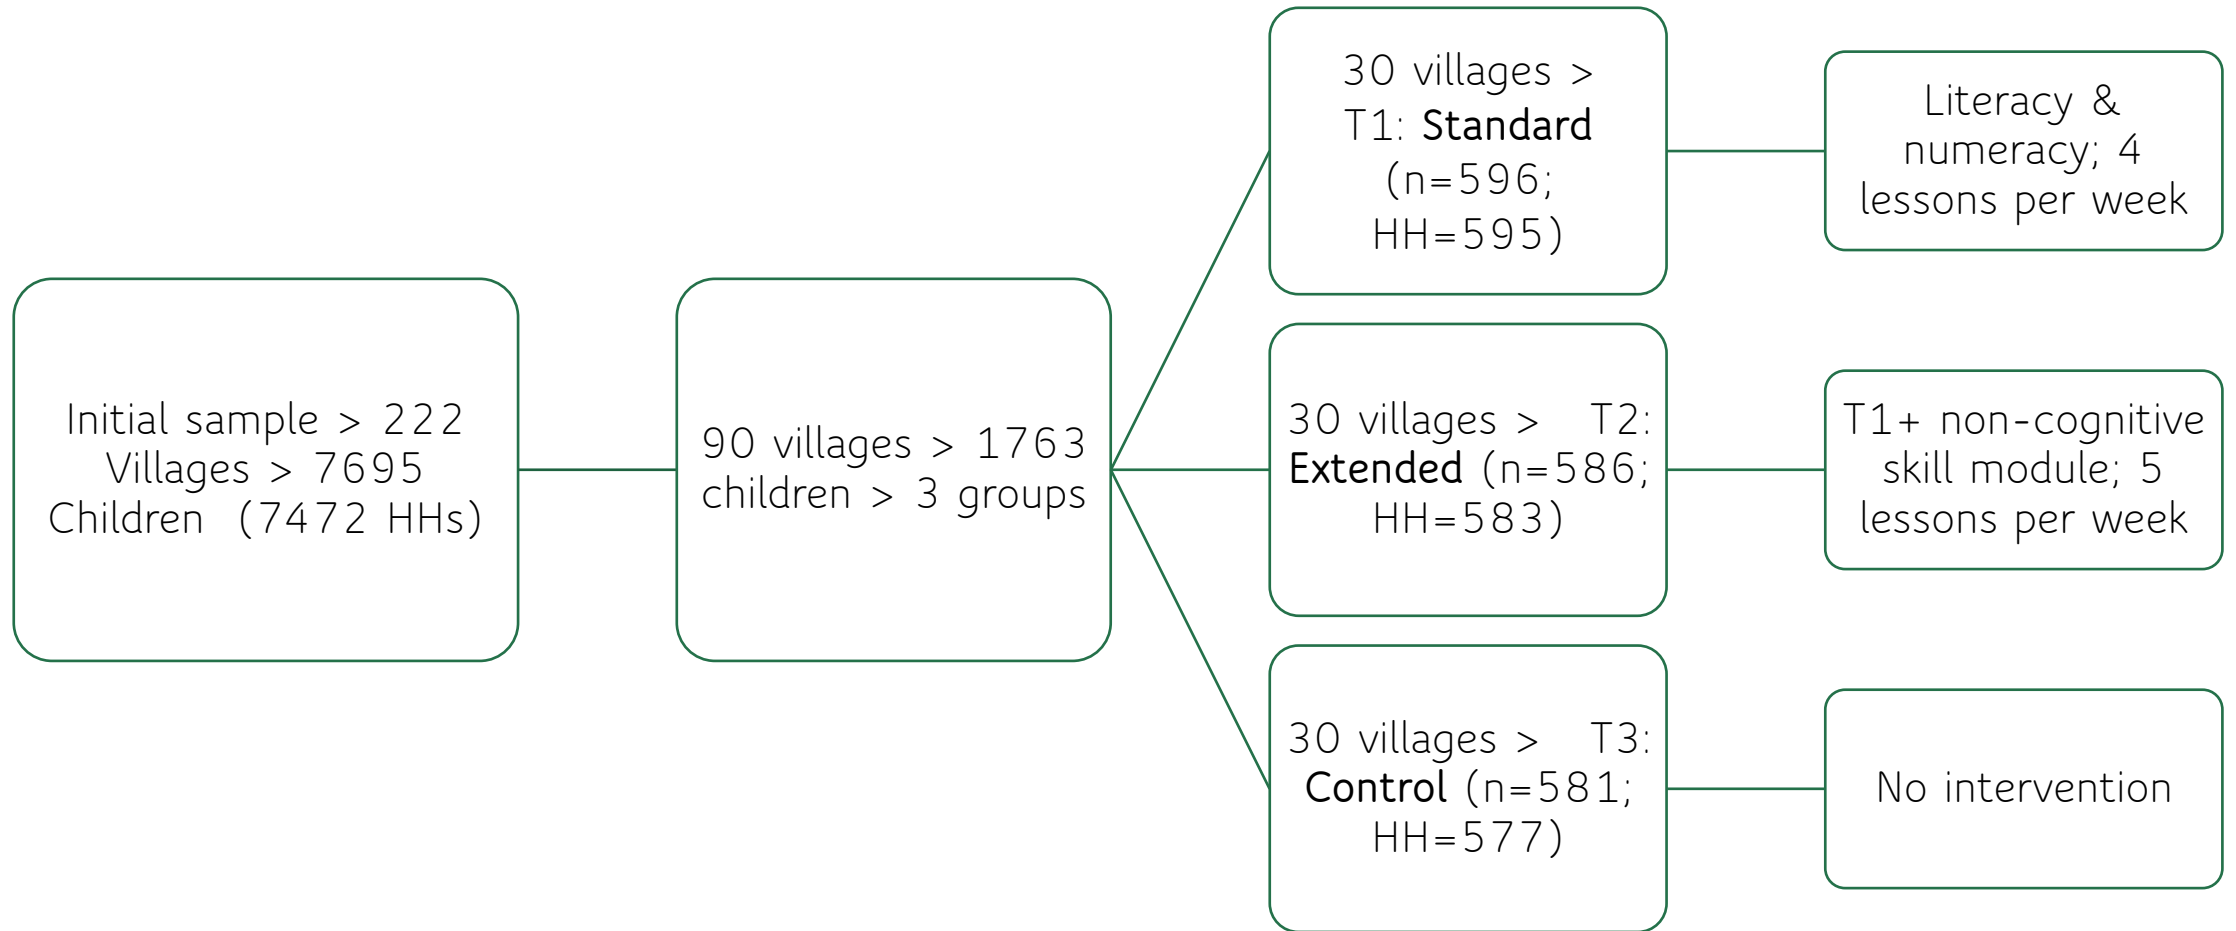 Initial sample > 222
Villages > 7695
Children (7472 HHs)
90 villages > 1763
children > 3 groups
30 villages >
T1: Standard
(n=596;
HH=595)
Literacy &
numeracy; 4
lessons per week
30 villages > T2:
Extended (n=586;
HH=583)
T1+ non-cognitive
skill module; 5
lessons per week
30 villages > T3:
Control (n=581;
HH=577)
No intervention